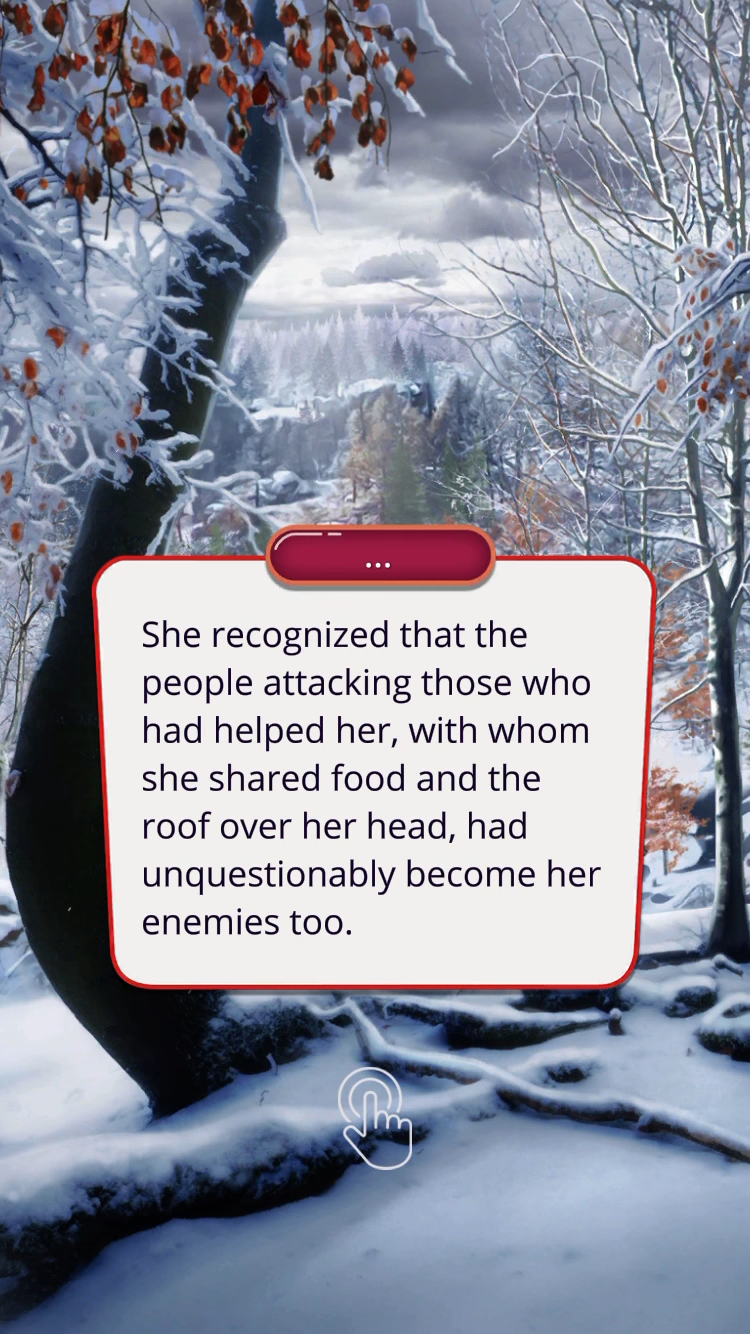 ...
She recognized that the
people attacking those who
had helped her, with whom
she shared food and the
roof over her head, had
unquestionably become her
enemies too.